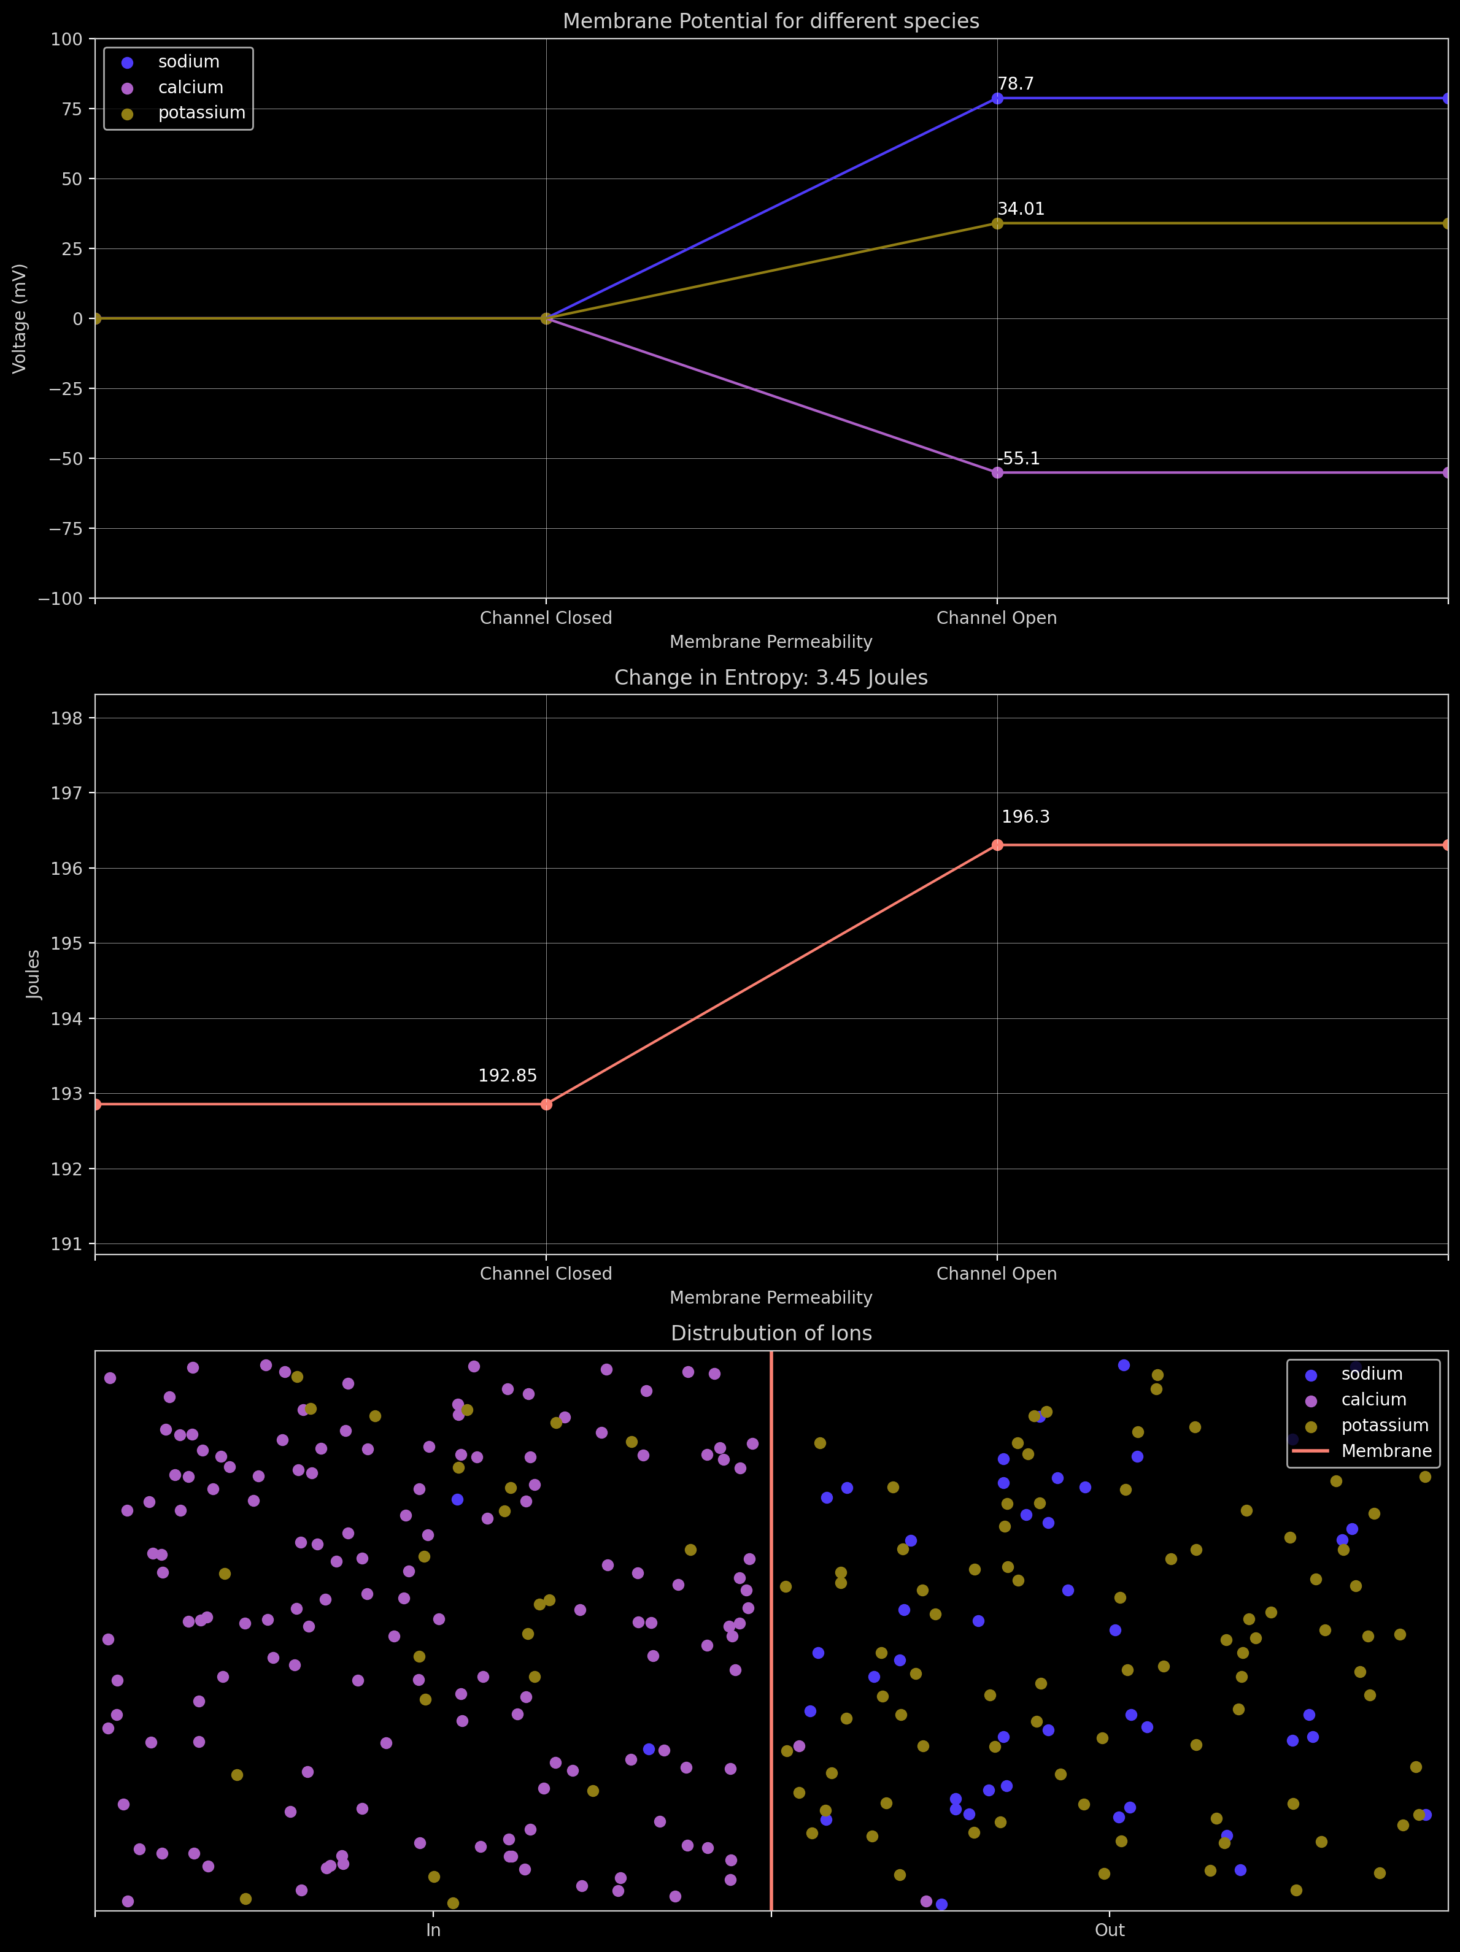 Membrane Potential for different species
100
75
50
25
0
−25
−50
−75
−100
Voltage (mV)
sodium
calcium
potassium
78.7
34.01
-55.1
Channel Closed
Channel Open
Membrane Permeability
Change in Entropy: 3.45 Joules
198
197
196
195
194
193
192
191
Joules
192.85
196.3
Channel Closed
Channel Open
Membrane Permeability
Distrubution of Ions
sodium
calcium
potassium
Membrane
In
Out